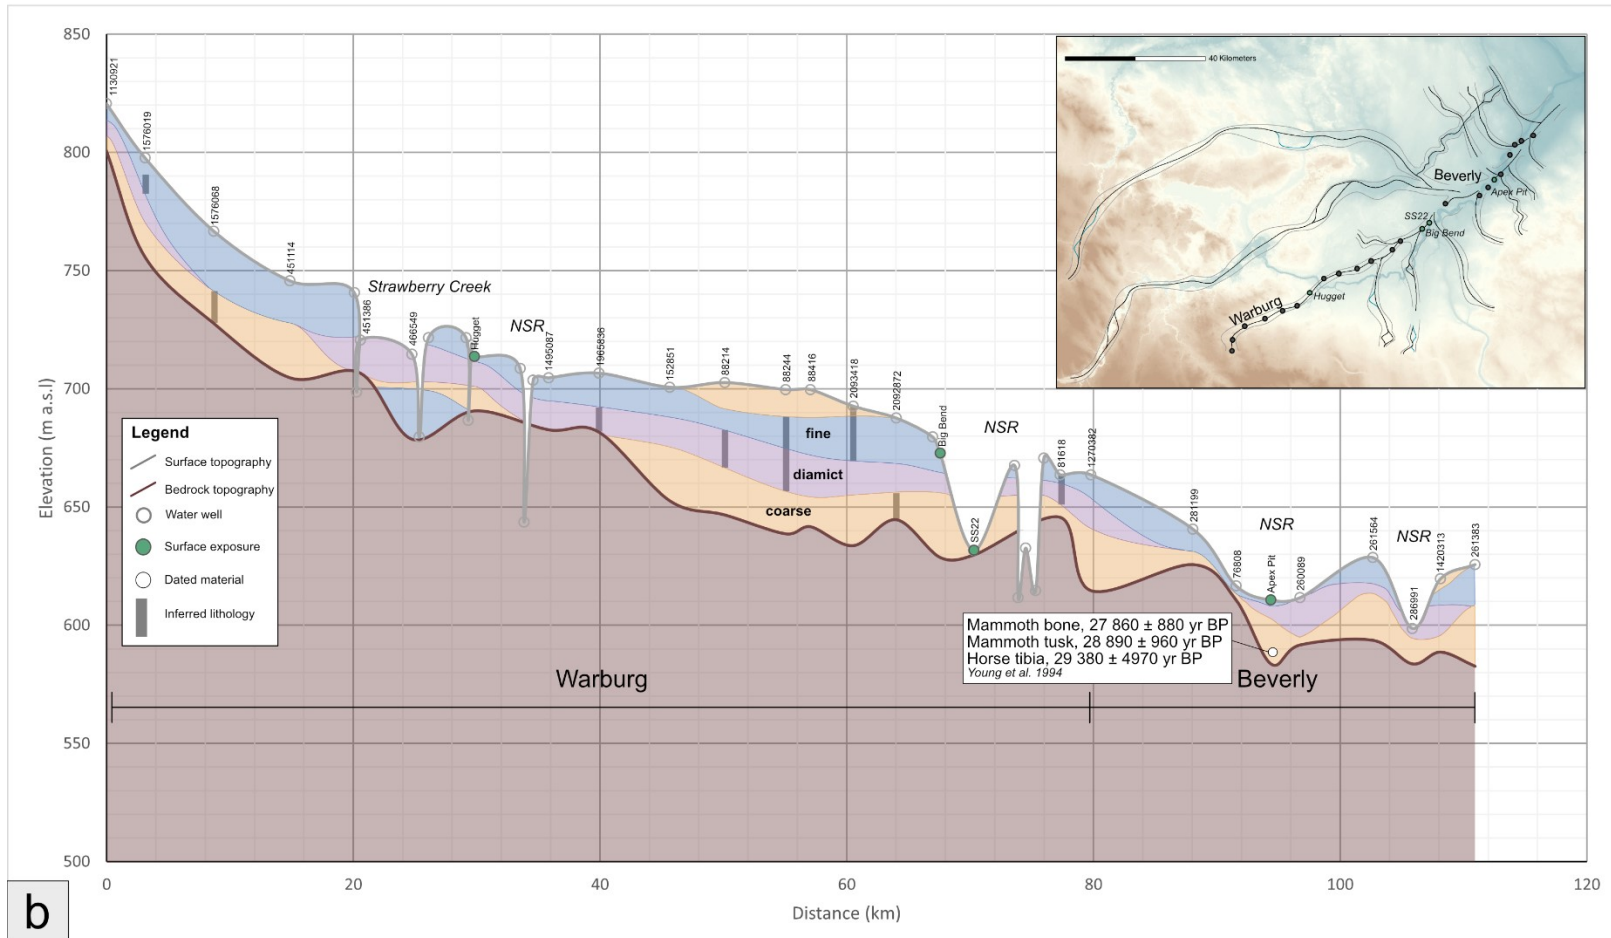 850
800
750
700
650
600
550
500
Elevation (m a.s.l)
1130921
1576019
1576068
451114
Strawberry Creek
451386
466549
Hugget
NSR
1495087
1965836
152851
88214
88244
88416
2093418
2092872
Big Bend
SS22
NSR
81618
1270382
281199
76808
NSR
Apex Pit
260089
261564
NSR
286991
1420313
261383
fine
diamict
coarse
Legend
Surface topography
Bedrock topography
Water well
Surface exposure
Dated material
Inferred lithology
40 Kilometers
Beverly
Apex Pit
SS22
Big Bend
Hugget
Warburg
Mammoth bone, 27 860 ± 880 yr BP
Mammoth tusk, 28 890 ± 960 yr BP
Horse tibia, 29 380 ± 4970 yr BP
Young et al. 1994
Warburg
Beverly
0
20
40
60
80
100
120
Distance (km)
b